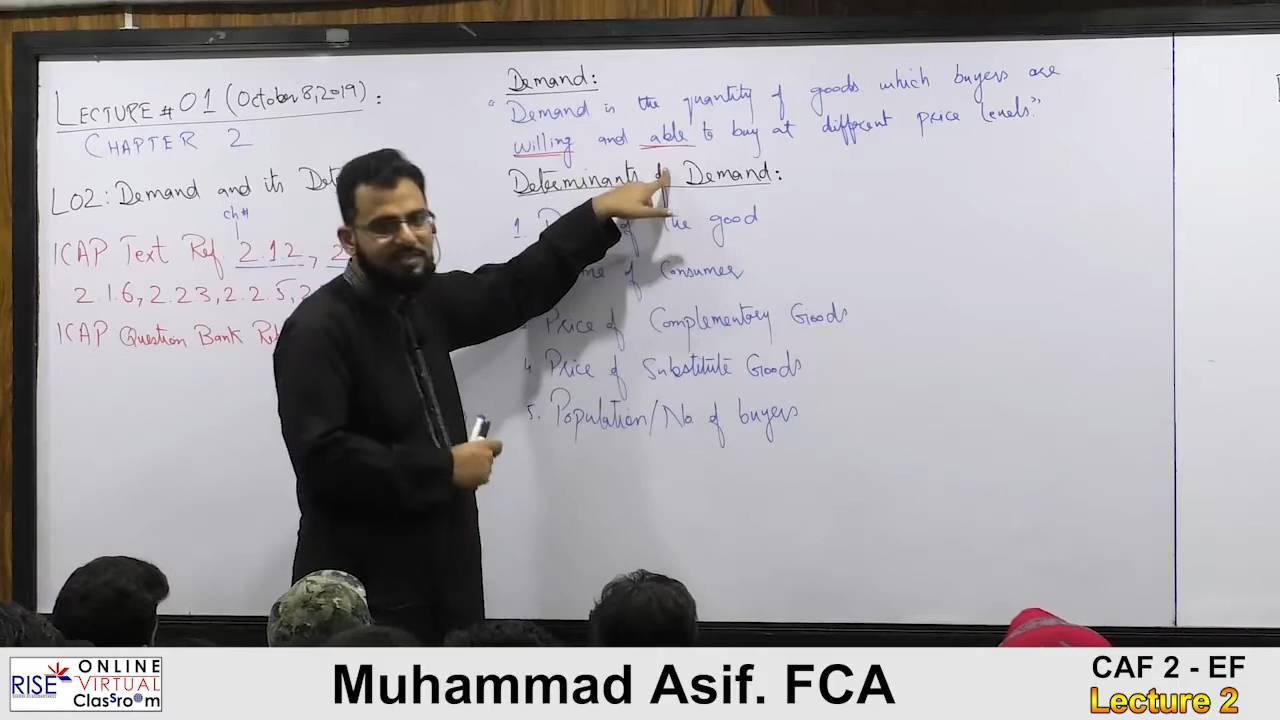 LECTURE # 01 (October 8, 2019) :
CHAPTER 2
LO2: Demand and its
ch#
ICAP Text Ref 2.1.2,
2.1.6, 2.2.3, 2.2.5,
ICAP Question Bank
Demand:
"Demand is the quantity of goods which buyers are
willing and able to buy at different price levels."
Determinants of Demand:
1. of the good
of Consumer
Price of Complementary Goods
4. Price of Substitute Goods
5. Population/No of buyers
RISE ONLINE
VIRTUAL
Classroom
Muhammad Asif. FCA
CAF 2 - EF
Lecture 2